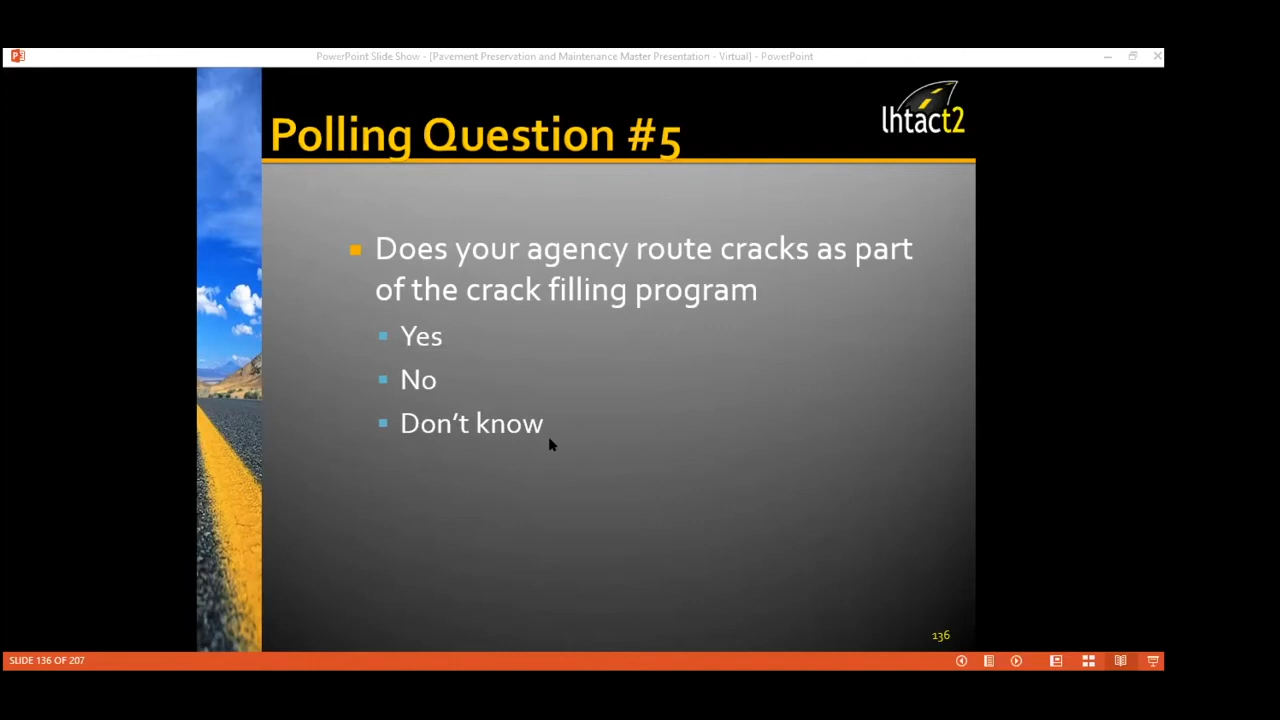 PowerPoint Slide Show - [Pavement Preservation and Maintenance Master Presentation - Virtual] - PowerPoint
lhtact2
Polling Question #5
Does your agency route cracks as part
of the crack filling program
Yes
No
Don't know
136
SLIDE 136 OF 207